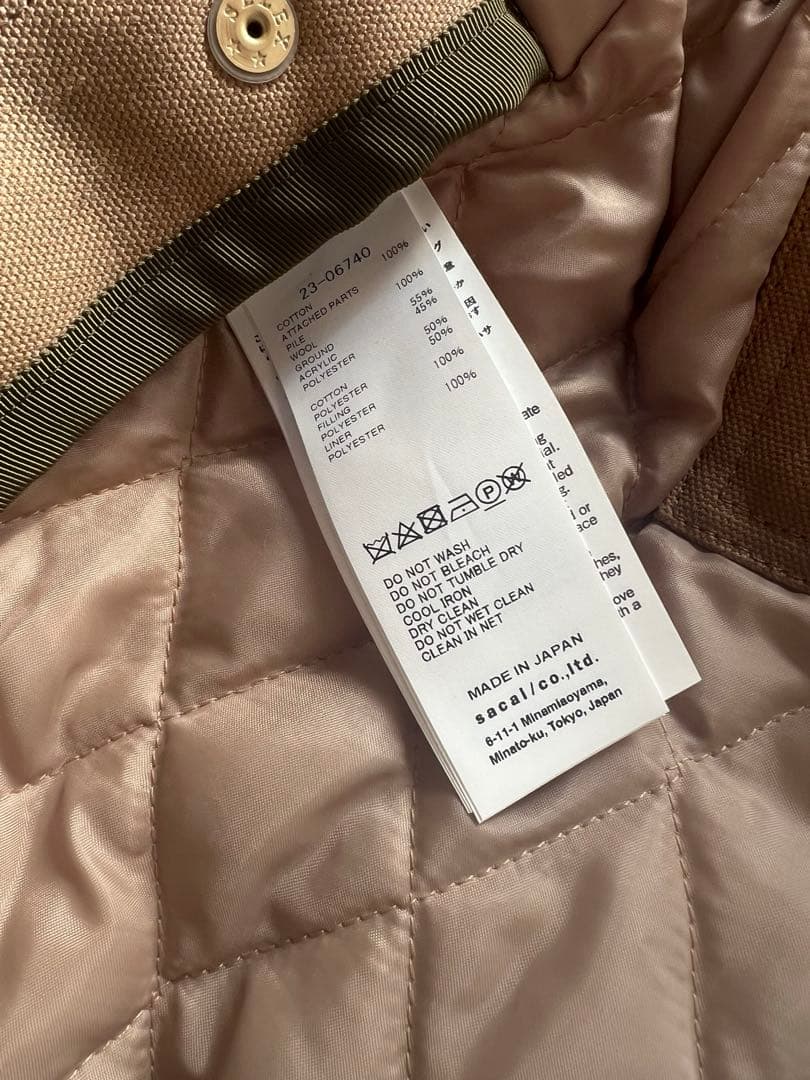 23-06740
COTTON 100%
ATTACHED PARTS
PILE
WOOL 100%
GROUND
ACRYLIC 55%
POLYESTER 45%
COTTON 50%
POLYESTER 50%
FILLING
POLYESTER 100%
LINER
POLYESTER 100%
P W
DO NOT WASH
DO NOT BLEACH
DO NOT TUMBLE DRY
COOL IRON
DRY CLEAN
DO NOT WET CLEAN
CLEAN IN NET
MADE IN JAPAN
sacai/co.,ltd.
6-11-1 Minamiaoyama,
Minato-ku, Tokyo, Japan